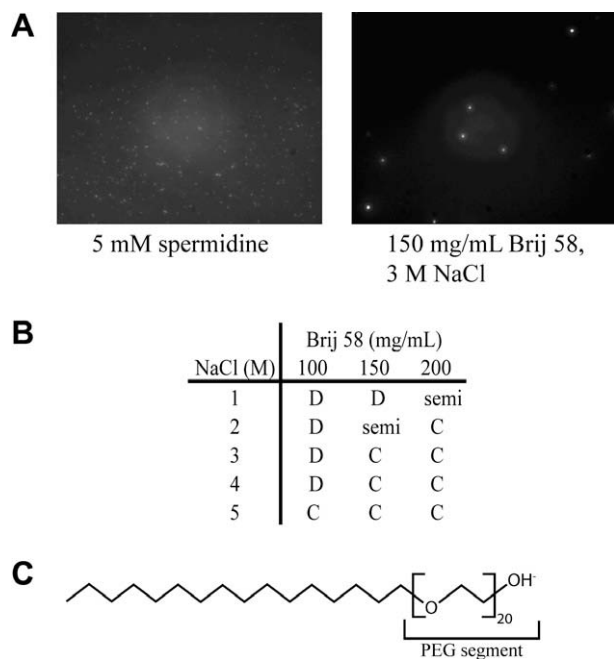 A
5 mM spermidine
150 mg/mL Brij 58,
3 M NaCl
B
Brij 58 (mg/mL)
NaCl (M) 100 150 200
1 D D semi
2 D semi C
3 D C C
4 D C C
5 C C C
C
O
OH-
20
PEG segment